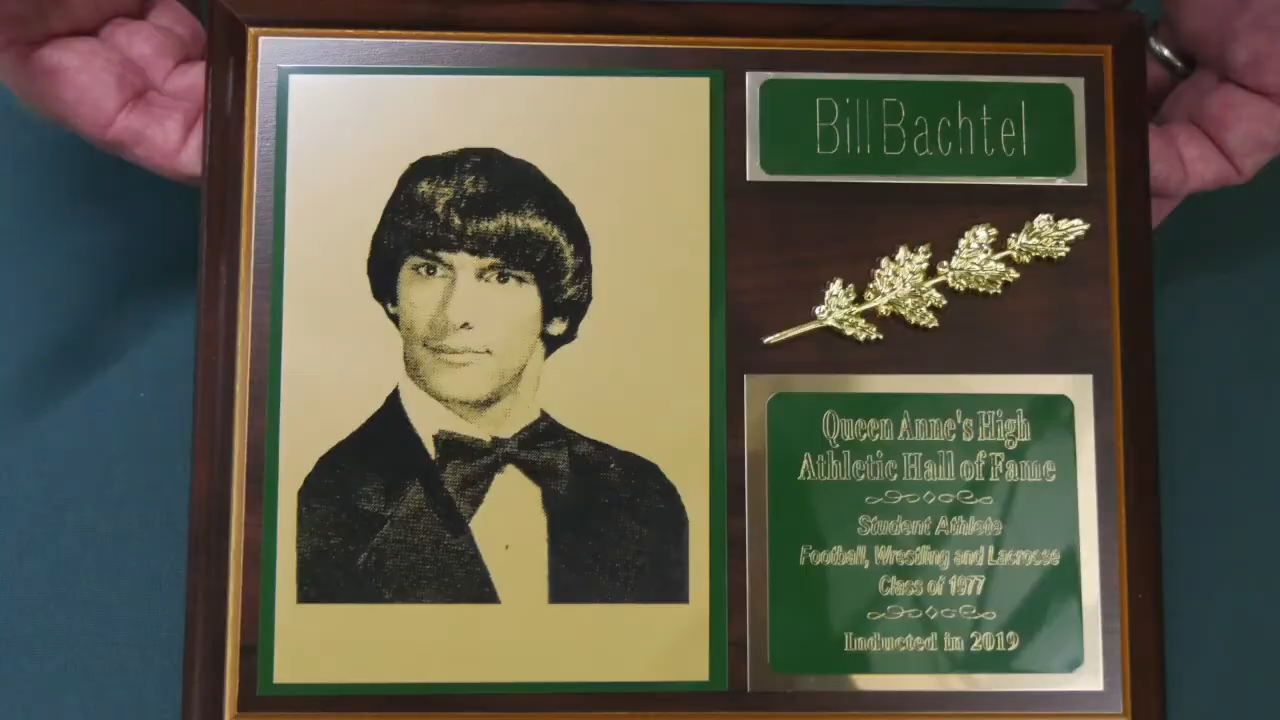 Bill Bachtel
Queen Anne's High
Athletic Hall of Fame
Student Athlete
Football, Wrestling and Lacrosse
Class of 1977
Inducted in 2019